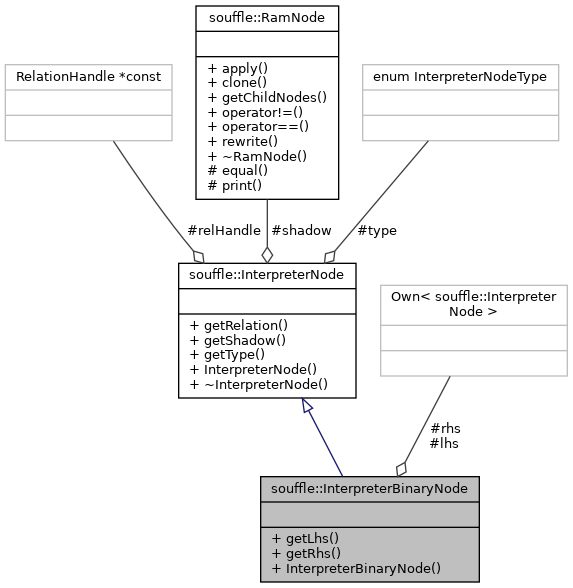 souffle::RamNode
+ apply()
+ clone()
+ getChildNodes()
+ operator!=()
+ operator==()
+ rewrite()
+ ~RamNode()
# equal()
# print()
RelationHandle *const
enum InterpreterNodeType
#relHandle
#shadow
#type
souffle::InterpreterNode
+ getRelation()
+ getShadow()
+ getType()
+ InterpreterNode()
+ ~InterpreterNode()
Own< souffle::Interpreter
Node >
#rhs
#lhs
souffle::InterpreterBinaryNode
+ getLhs()
+ getRhs()
+ InterpreterBinaryNode()